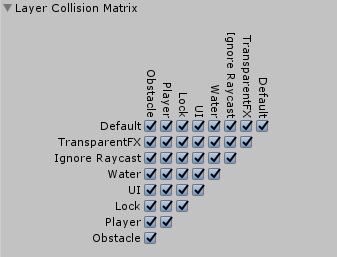 Layer Collision Matrix
Obstacle
Player
Lock
UI
Water
Ignore Raycast
TransparentFX
Default
Default
TransparentFX
Ignore Raycast
Water
UI
Lock
Player
Obstacle